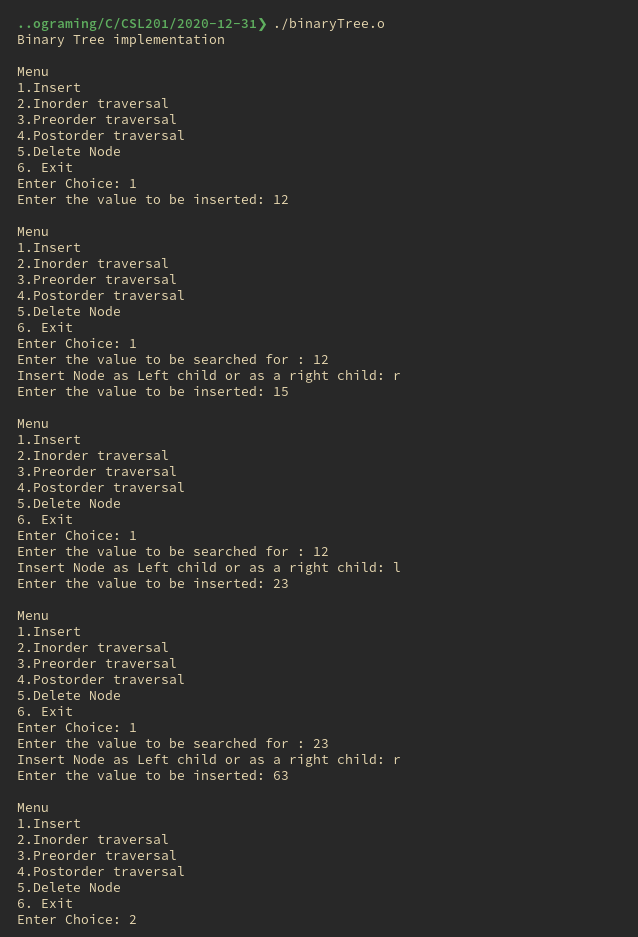 ..ograming/C/CSL201/2020-12-31❯ ./binaryTree.o
Binary Tree implementation
Menu
1.Insert
2.Inorder traversal
3.Preorder traversal
4.Postorder traversal
5.Delete Node
6. Exit
Enter Choice: 1
Enter the value to be inserted: 12
Menu
1.Insert
2.Inorder traversal
3.Preorder traversal
4.Postorder traversal
5.Delete Node
6. Exit
Enter Choice: 1
Enter the value to be searched for : 12
Insert Node as Left child or as a right child: r
Enter the value to be inserted: 15
Menu
1.Insert
2.Inorder traversal
3.Preorder traversal
4.Postorder traversal
5.Delete Node
6. Exit
Enter Choice: 1
Enter the value to be searched for : 12
Insert Node as Left child or as a right child: l
Enter the value to be inserted: 23
Menu
1.Insert
2.Inorder traversal
3.Preorder traversal
4.Postorder traversal
5.Delete Node
6. Exit
Enter Choice: 1
Enter the value to be searched for : 23
Insert Node as Left child or as a right child: r
Enter the value to be inserted: 63
Menu
1.Insert
2.Inorder traversal
3.Preorder traversal
4.Postorder traversal
5.Delete Node
6. Exit
Enter Choice: 2